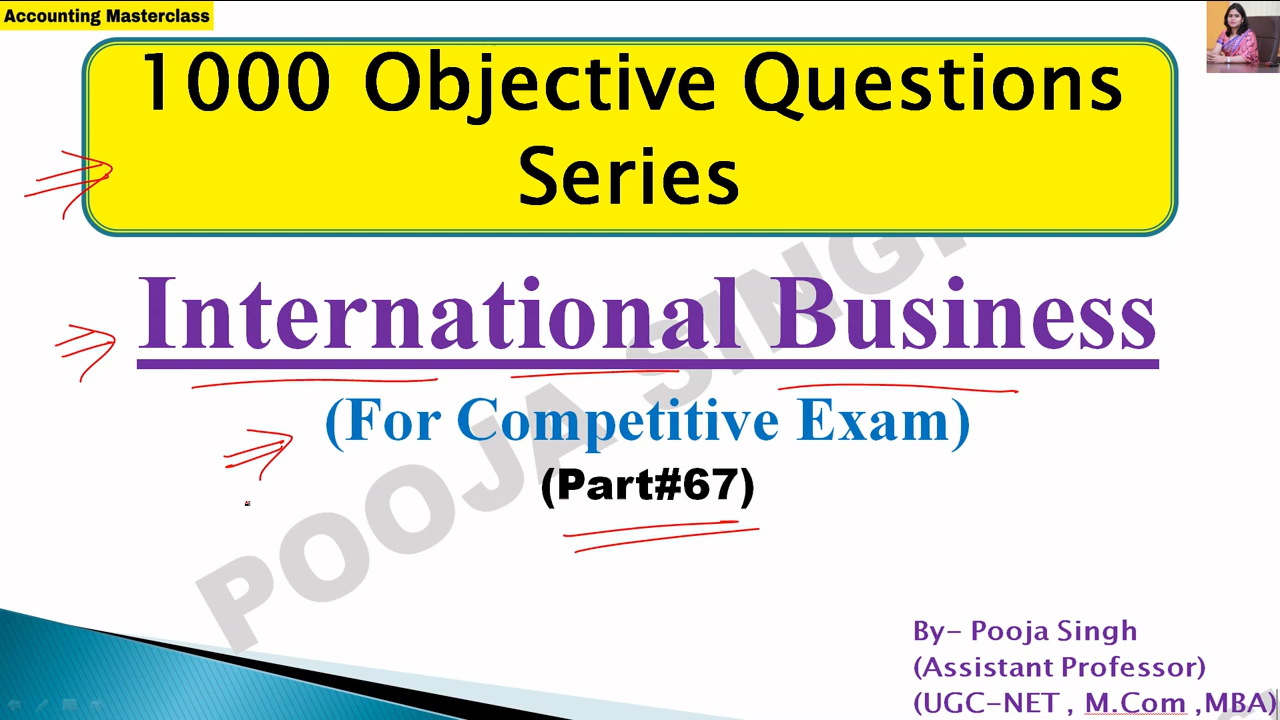 Accounting Masterclass
1000 Objective Questions
Series
International Business
(For Competitive Exam)
(Part#67)
POOJA SINGH
By- Pooja Singh
(Assistant Professor)
(UGC-NET , M.Com ,MBA)